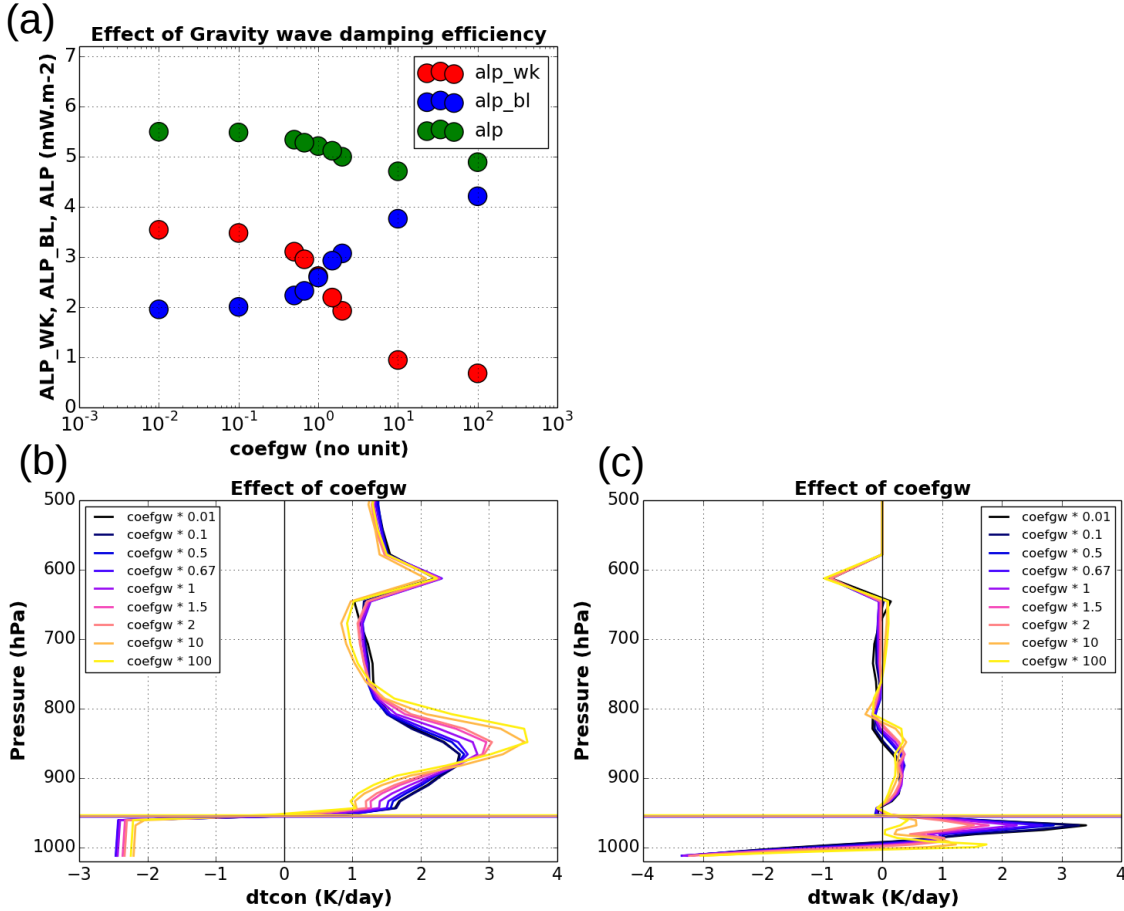 (a)
Effect of Gravity wave damping efficiency
ALP_WK, ALP_BL, ALP (mW.m-2)
7
6
5
4
3
2
1
0
alp_wk
alp_bl
alp
10^-3 10^-2 10^-1 10^0 10^1 10^2 10^3
coefgw (no unit)
(b)
Effect of coefgw
Pressure (hPa)
500
600
700
800
900
1000
coefgw * 0.01
coefgw * 0.1
coefgw * 0.5
coefgw * 0.67
coefgw * 1
coefgw * 1.5
coefgw * 2
coefgw * 10
coefgw * 100
−3 −2 −1 0 1 2 3 4
dtcon (K/day)
(c)
Effect of coefgw
Pressure (hPa)
500
600
700
800
900
1000
coefgw * 0.01
coefgw * 0.1
coefgw * 0.5
coefgw * 0.67
coefgw * 1
coefgw * 1.5
coefgw * 2
coefgw * 10
coefgw * 100
−4 −3 −2 −1 0 1 2 3 4
dtwak (K/day)